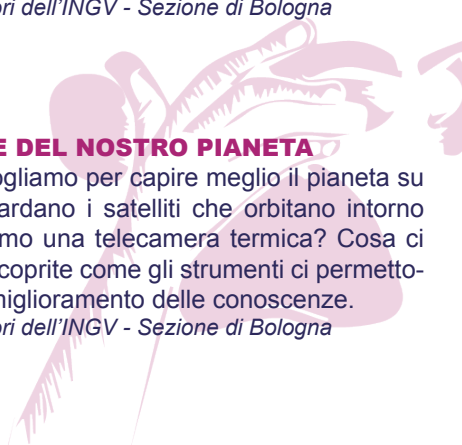 ori dell'INGV - Sezione di Bologna
E DEL NOSTRO PIANETA
ogliamo per capire meglio il pianeta su
ardano i satelliti che orbitano intorno
mo una telecamera termica? Cosa ci
coprite come gli strumenti ci permetto-
miglioramento delle conoscenze.
ori dell'INGV - Sezione di Bologna